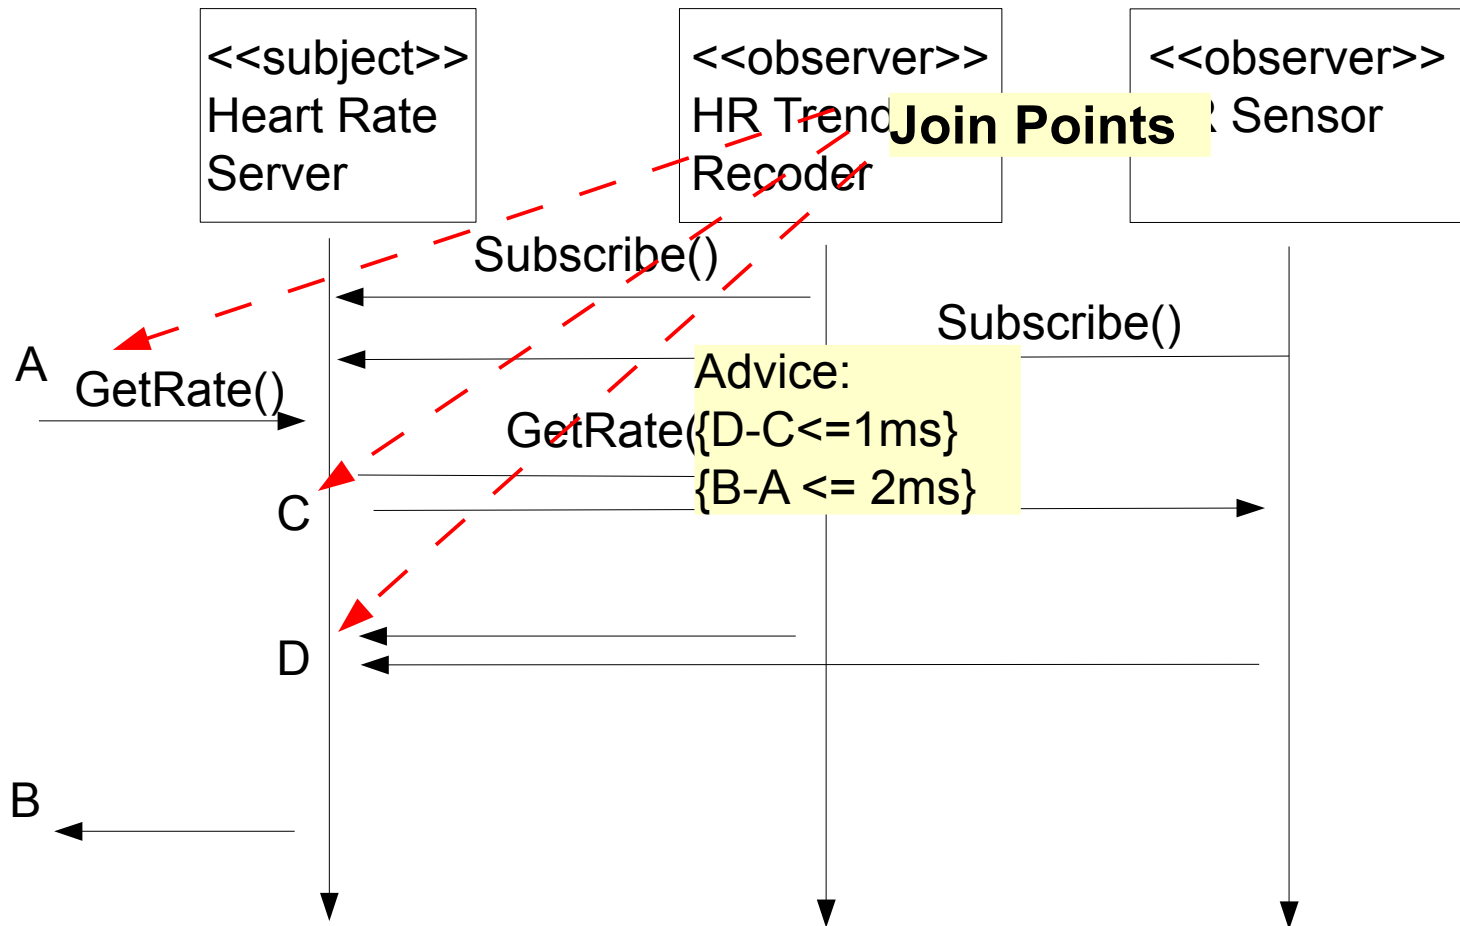 <<subject>>
Heart Rate
Server
<<observer>>
HR Trend
Recoder
<<observer>>
Sensor
Join Points
Subscribe()
Subscribe()
A
GetRate()
GetRate(
Advice:
{D-C<=1ms}
{B-A <= 2ms}
C
D
B